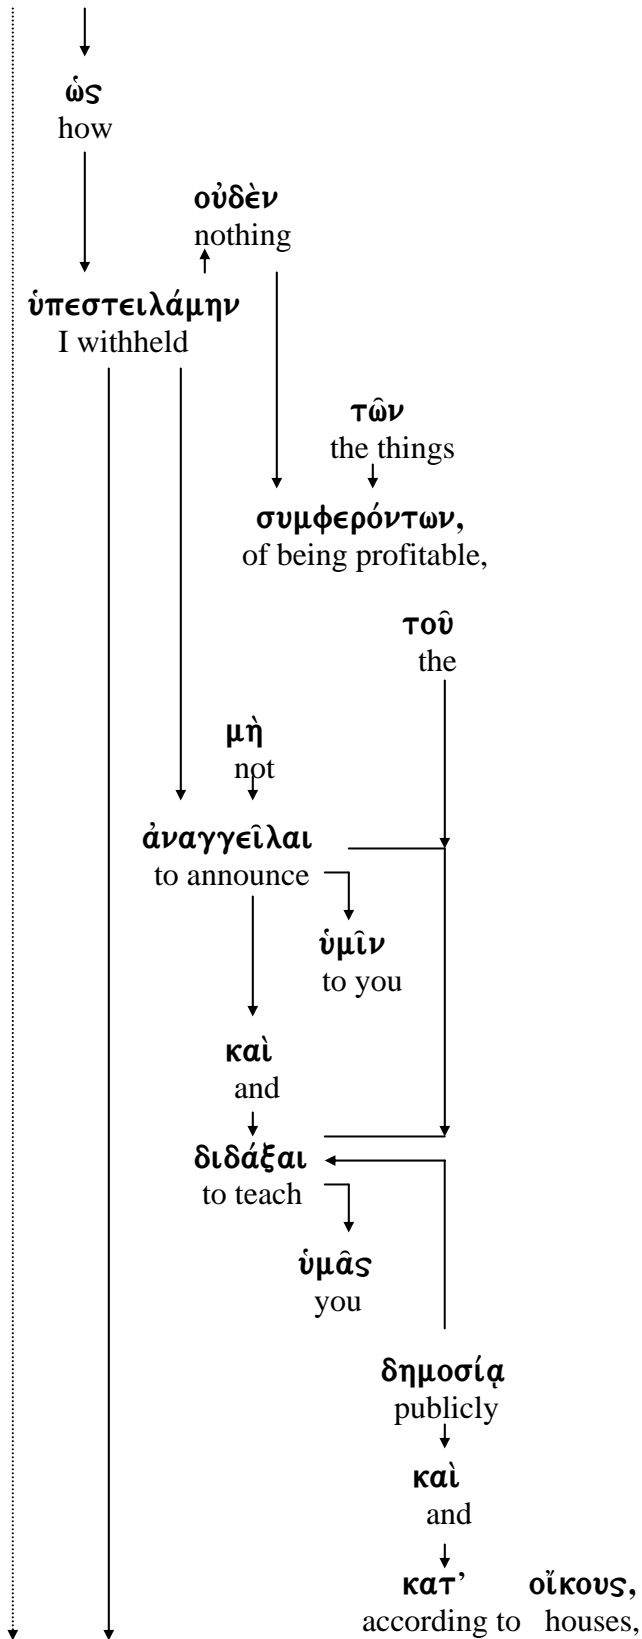 ὡς
how
οὐδὲν
nothing
ὑπεστειλάμην
I withheld
τῶν
the things
συμφερόντων,
of being profitable,
τοῦ
the
μὴ
not
ἀναγγεῖλαι
to announce
ὑμῖν
to you
καὶ
and
διδάξαι
to teach
ὑμᾶς
you
δημοσίᾳ
publicly
καὶ
and
κατ’ οἴκους,
according to houses,